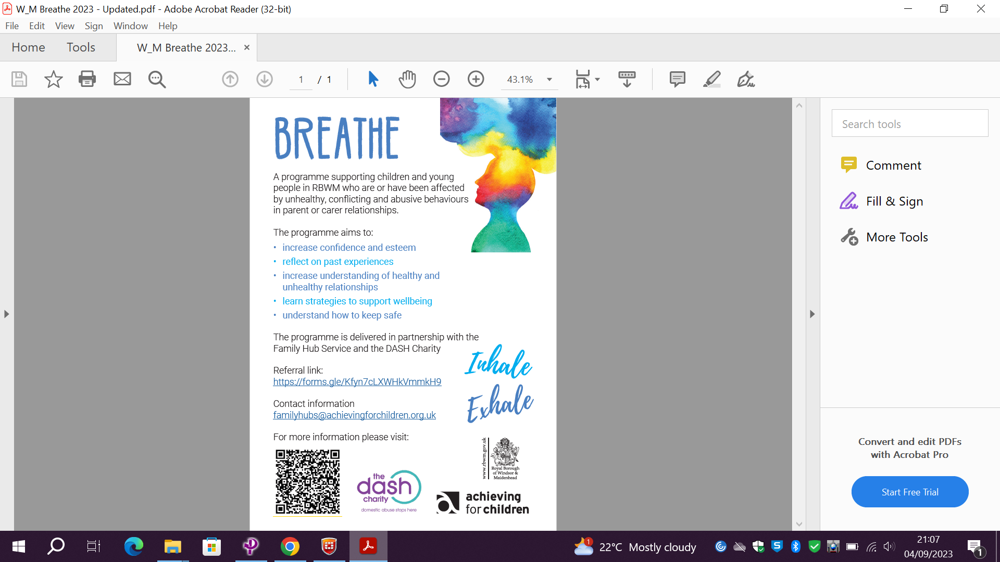 W_M Breathe 2023 - Updated.pdf - Adobe Acrobat Reader (32-bit)
File Edit View Sign Window Help
Home Tools W_M Breathe 2023... ×
1 / 1 43.1%
BREATHE
A programme supporting children and young
people in RBWM who are or have been affected
by unhealthy, conflicting and abusive behaviours
in parent or carer relationships.
The programme aims to:
• increase confidence and esteem
• reflect on past experiences
• increase understanding of healthy and
unhealthy relationships
• learn strategies to support wellbeing
• understand how to keep safe
The programme is delivered in partnership with the
Family Hub Service and the DASH Charity
Inhale
Exhale
Referral link:
https://forms.gle/Kfyn7cLXWHkVmmkH9
Contact information
familyhubs@achievingforchildren.org.uk
For more information please visit:
the
dash
charity
domestic abuse stops here
www.rbwm.gov.uk
Royal Borough
of Windsor &
Maidenhead
achieving
for children
Search tools
Comment
Fill & Sign
More Tools
Convert and edit PDFs
with Acrobat Pro
Start Free Trial
1
22°C Mostly cloudy
21:07
04/09/2023
1